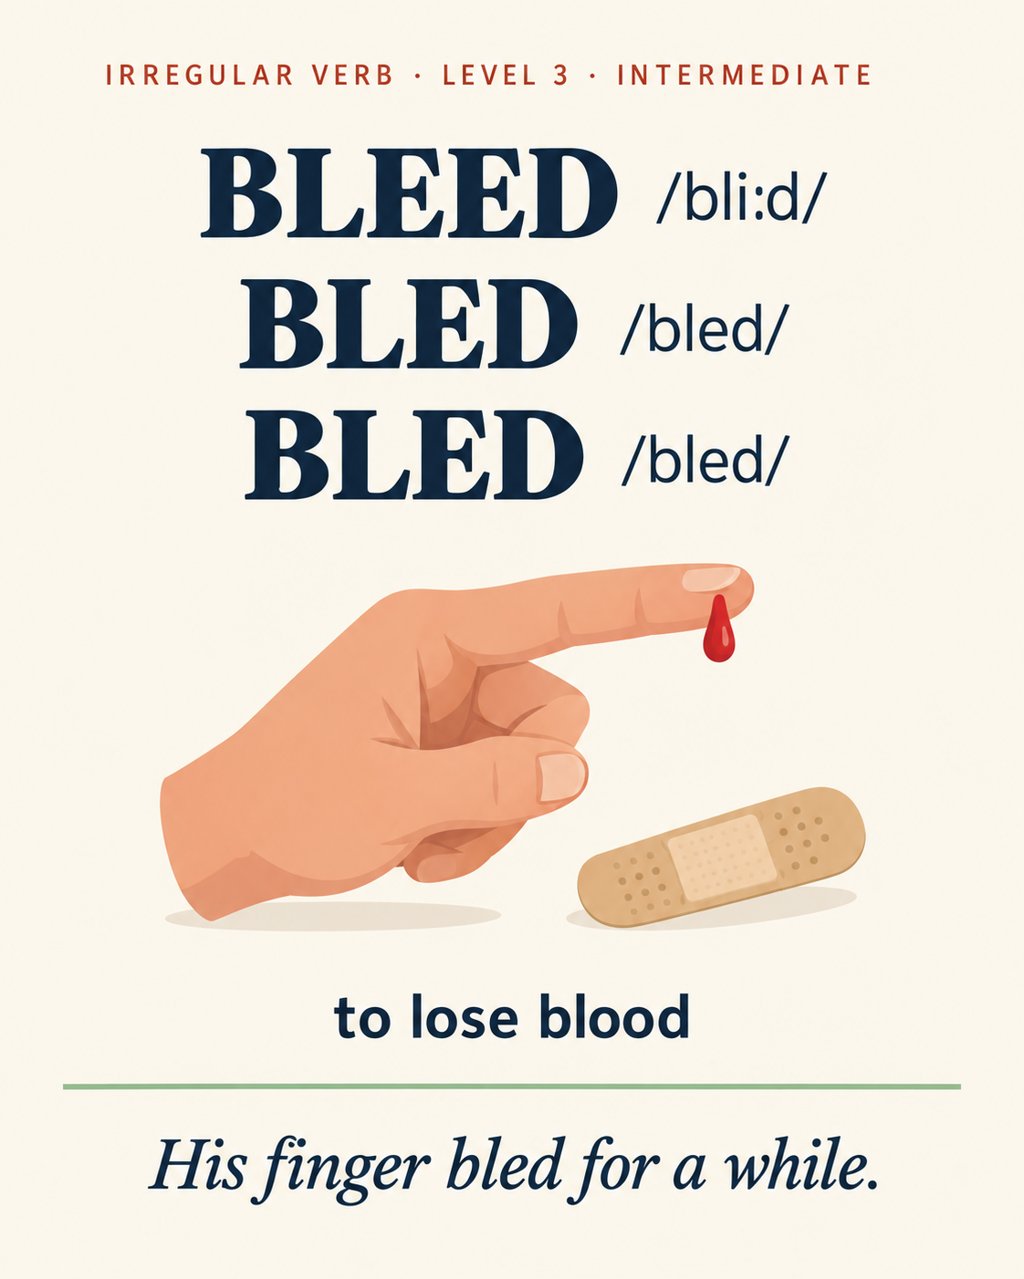 IRREGULAR VERB · LEVEL 3 · INTERMEDIATE
BLEED /bli:d/
BLED /bled/
BLED /bled/
to lose blood
His finger bled for a while.